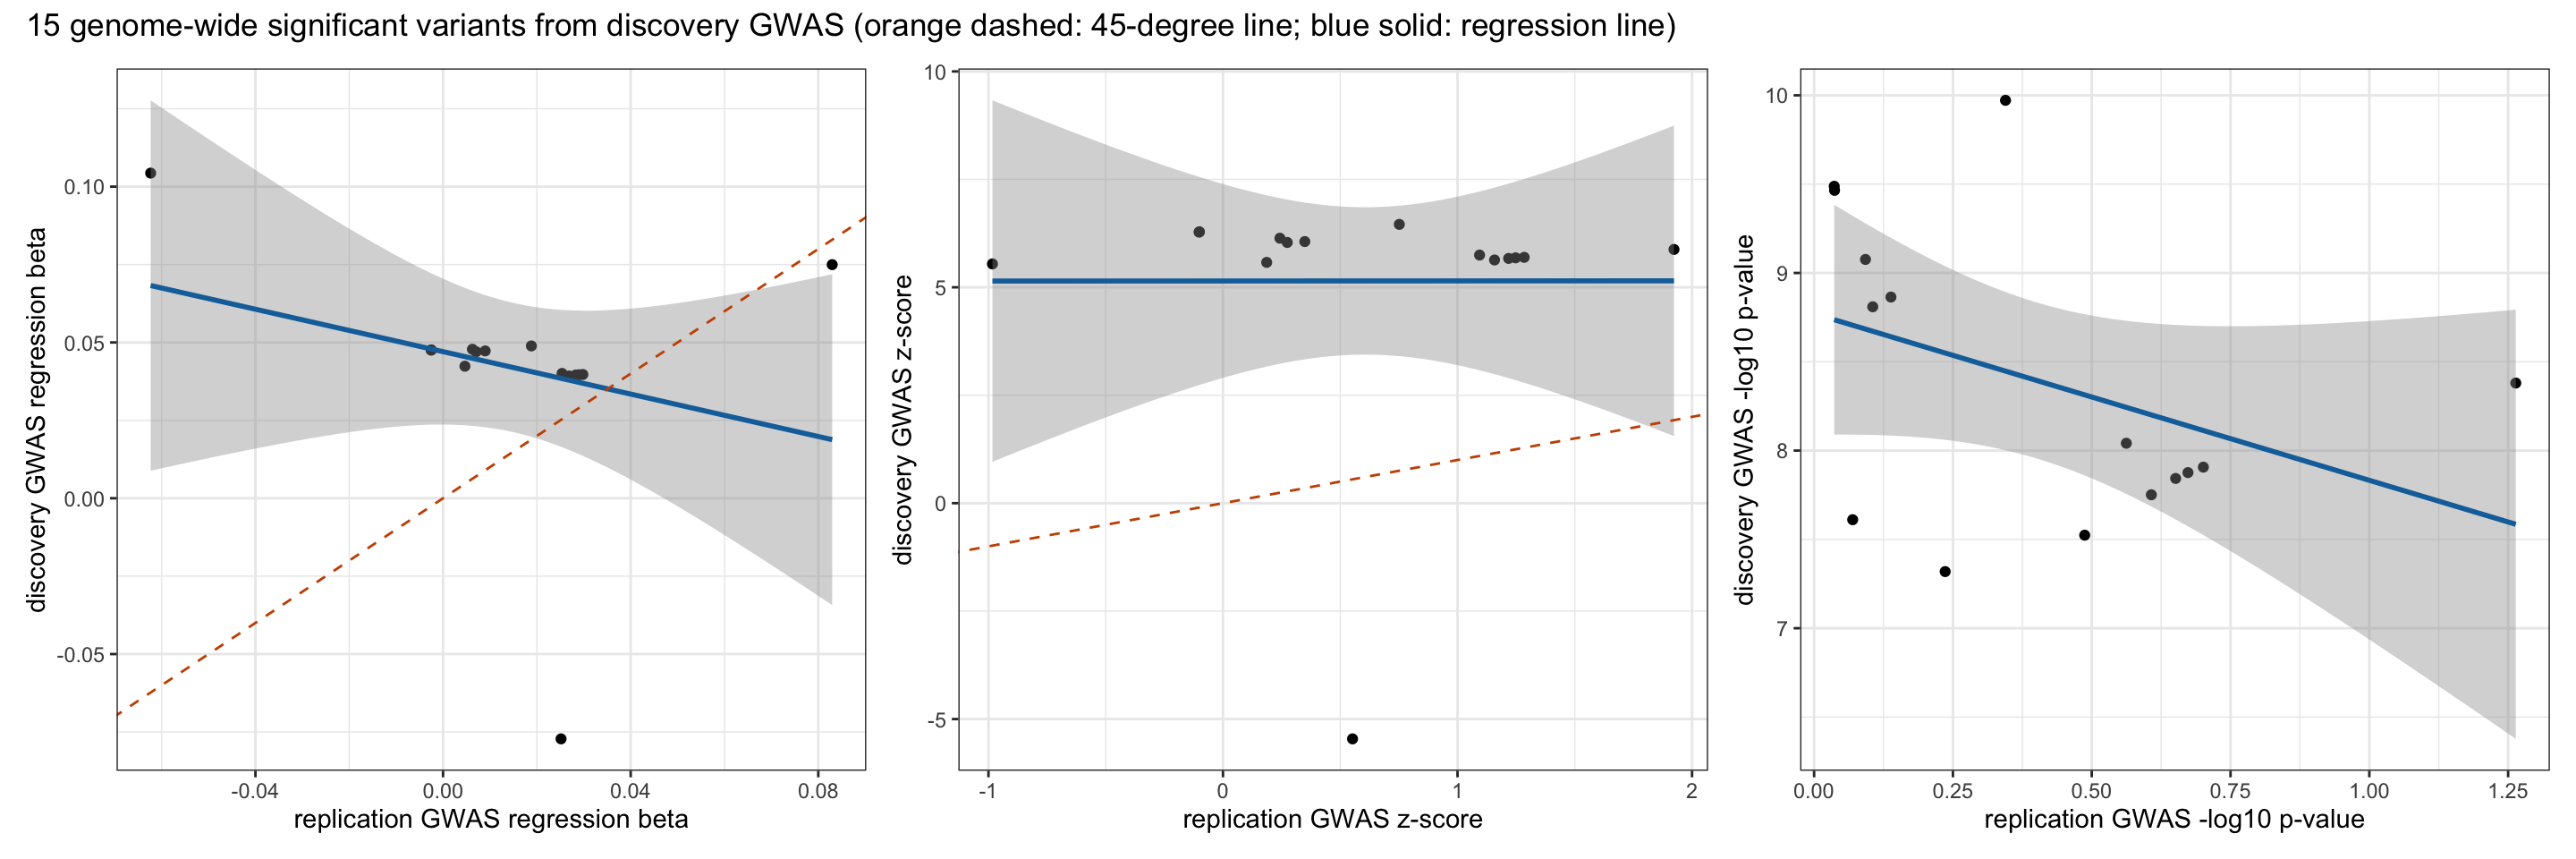 15 genome-wide significant variants from discovery GWAS (orange dashed: 45-degree line; blue solid: regression line)
discovery GWAS regression beta
0.10
0.05
0.00
-0.05
-0.04 0.00 0.04 0.08
replication GWAS regression beta
discovery GWAS z-score
10
5
0
-5
-1 0 1 2
replication GWAS z-score
discovery GWAS -log10 p-value
10
9
8
7
0.00 0.25 0.50 0.75 1.00 1.25
replication GWAS -log10 p-value